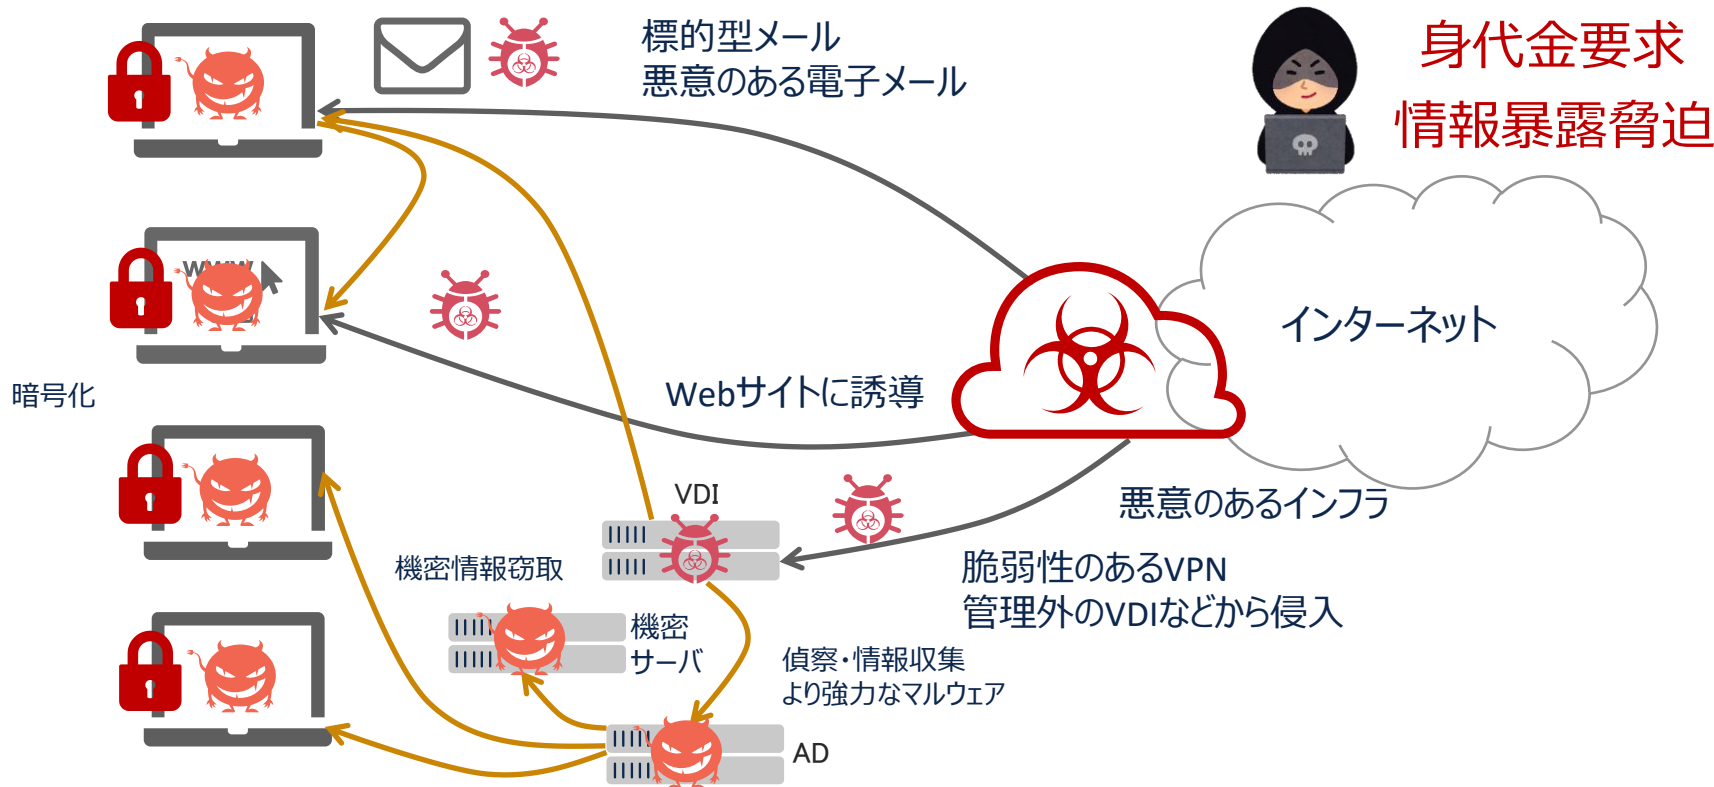 標的型メール
悪意のある電子メール
身代金要求
情報暴露脅迫
www
インターネット
Webサイトに誘導
暗号化
VDI
悪意のあるインフラ
機密情報窃取
脆弱性のあるVPN
管理外のVDIなどから侵入
機密
サーバ
偵察・情報収集
より強力なマルウェア
AD